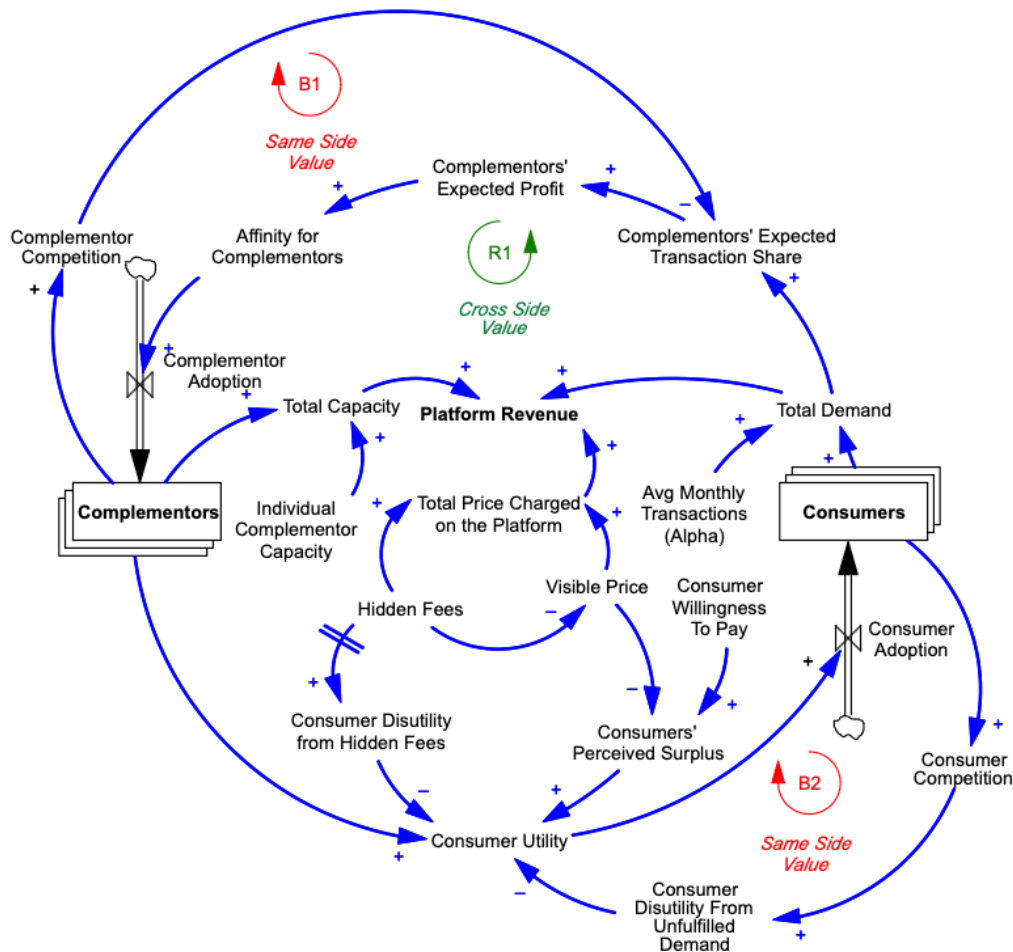 B1
Same Side
Value
Complementors'
Expected Profit
+
+
+
–
Complementor
Competition
Affinity for
Complementors
R1
Complementors' Expected
Transaction Share
+
+
Cross Side
Value
+
Complementor
Adoption
+
+
+
Total Capacity
Platform Revenue
Total Demand
+
+
+
+
Complementors
Individual
Complementor
Capacity
+
Total Price Charged
on the Platform
+
Avg Monthly
Transactions
(Alpha)
Consumers
Hidden Fees
–
Visible Price
Consumer
Willingness
To Pay
Consumer
Adoption
+
+
–
+
Consumer Disutility
from Hidden Fees
Consumers'
Perceived Surplus
+
Consumer
Competition
–
+
B2
Consumer Utility
+
Same Side
Value
–
Consumer
Disutility From
Unfulfilled
Demand
+